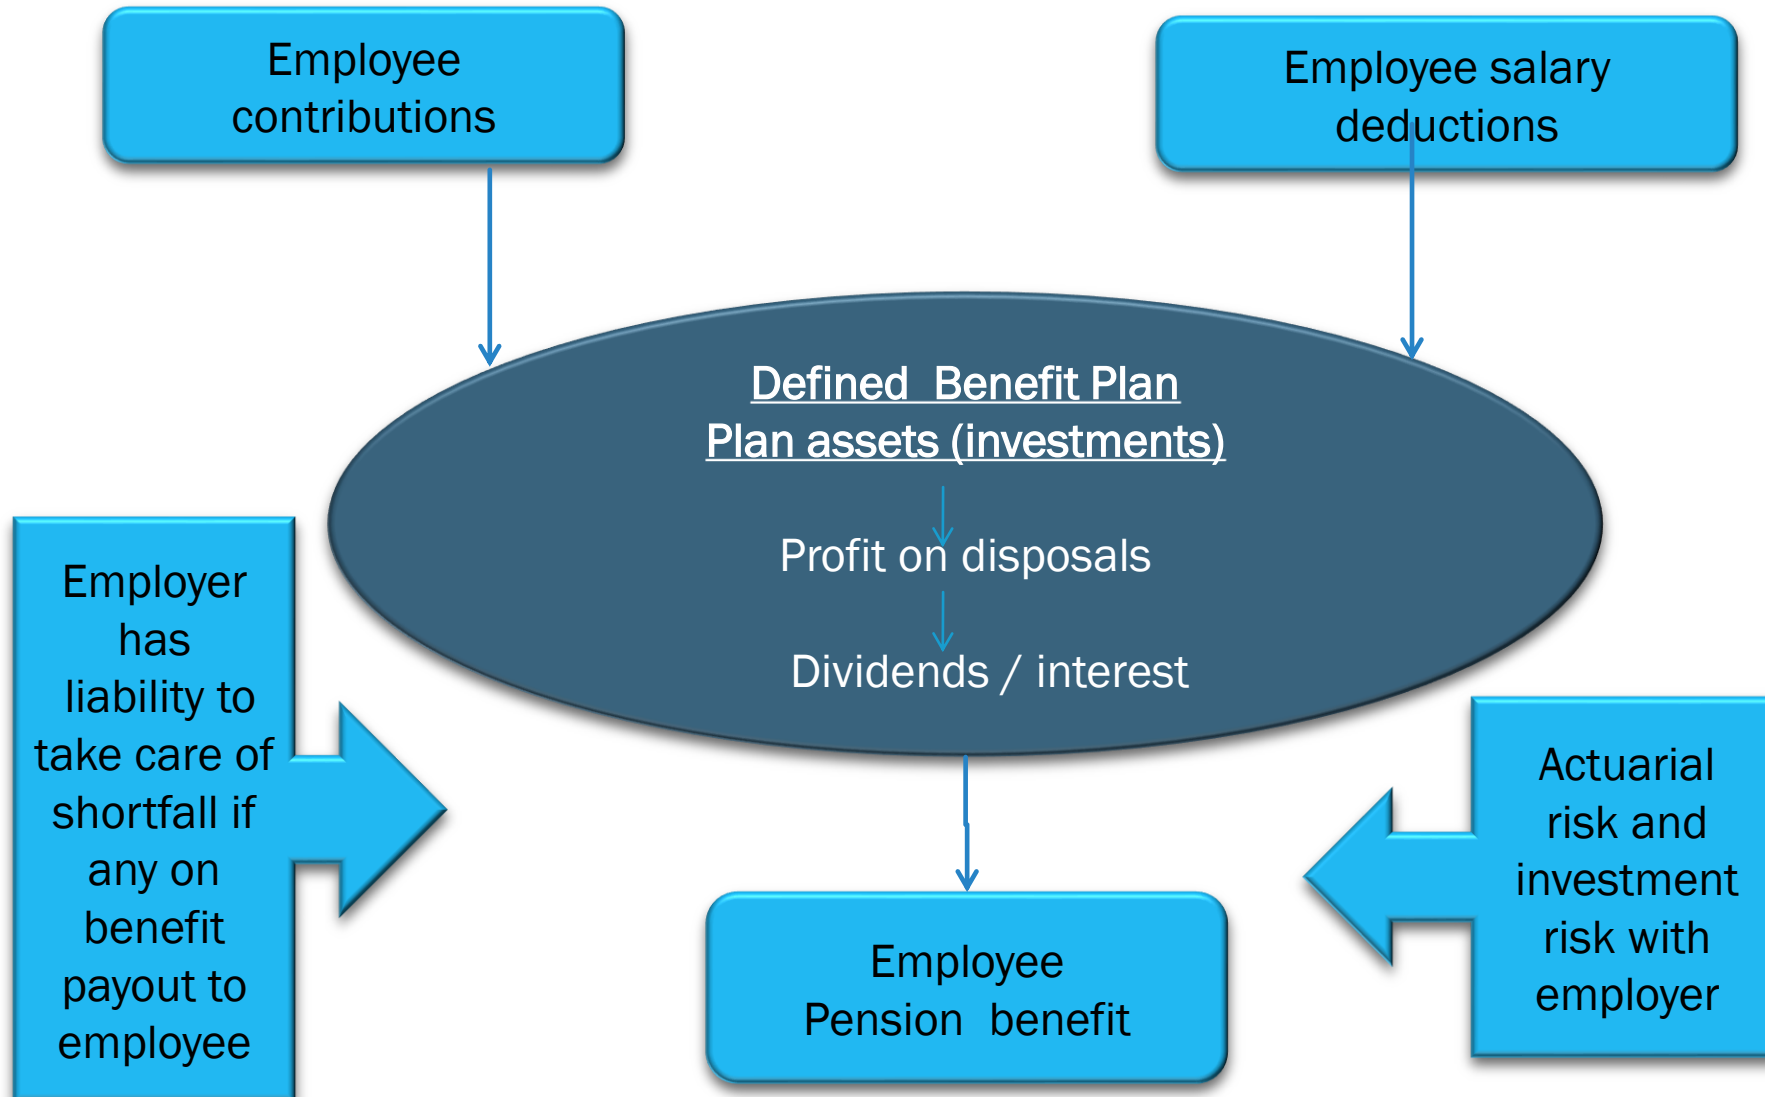 Employee
contributions
Employee salary
deductions
Defined  Benefit Plan
Plan assets (investments)
Profit on disposals
Dividends / interest
Employer
has
liability to
take care of
shortfall if
any on
benefit
payout to
employee
Actuarial
risk and
investment
risk with
employer
Employee
Pension  benefit